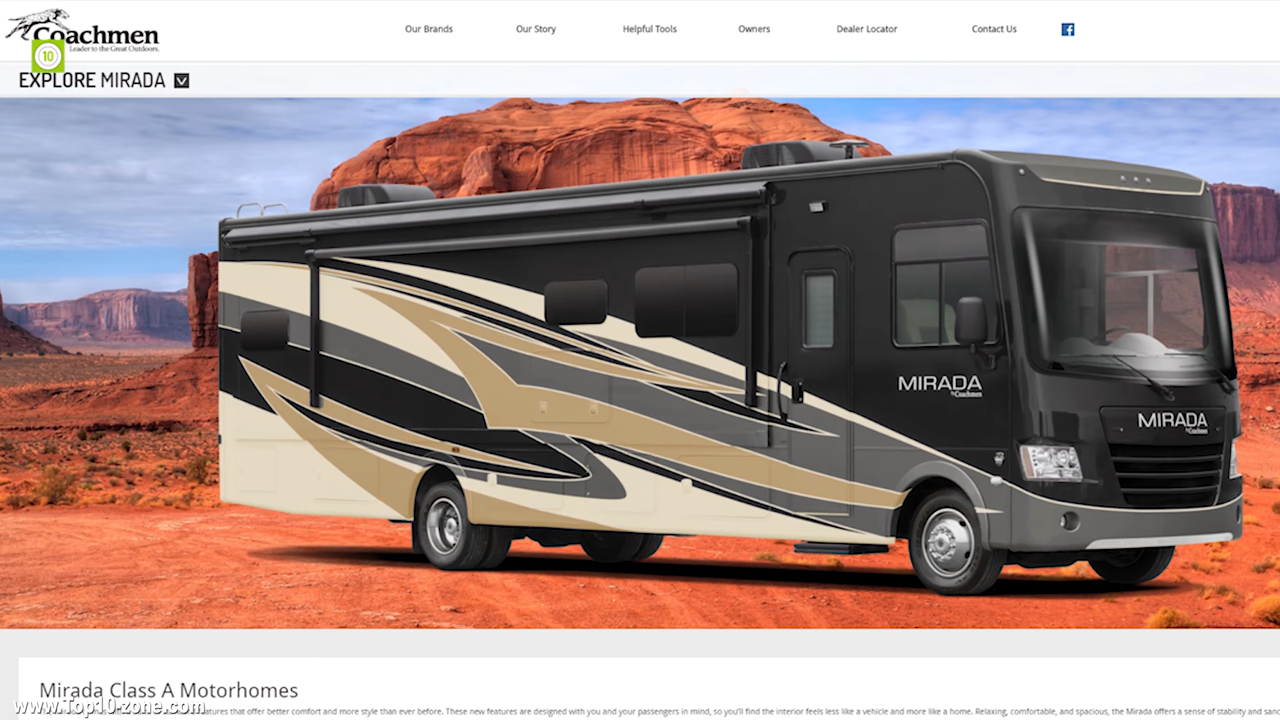 Coachmen
Leader to the Great Outdoors.
10
Our Brands
Our Story
Helpful Tools
Owners
Dealer Locator
Contact Us
EXPLORE MIRADA
MIRADA
by Coachmen
MIRADA
by Coachmen
Mirada Class A Motorhomes
www.Top10-zone.com
that offer better comfort and more style than ever before. These new features are designed with you and your passengers in mind, so you'll find the interior feels less like a vehicle and more like a home. Relaxing, comfortable, and spacious, the Mirada offers a sense of stability and